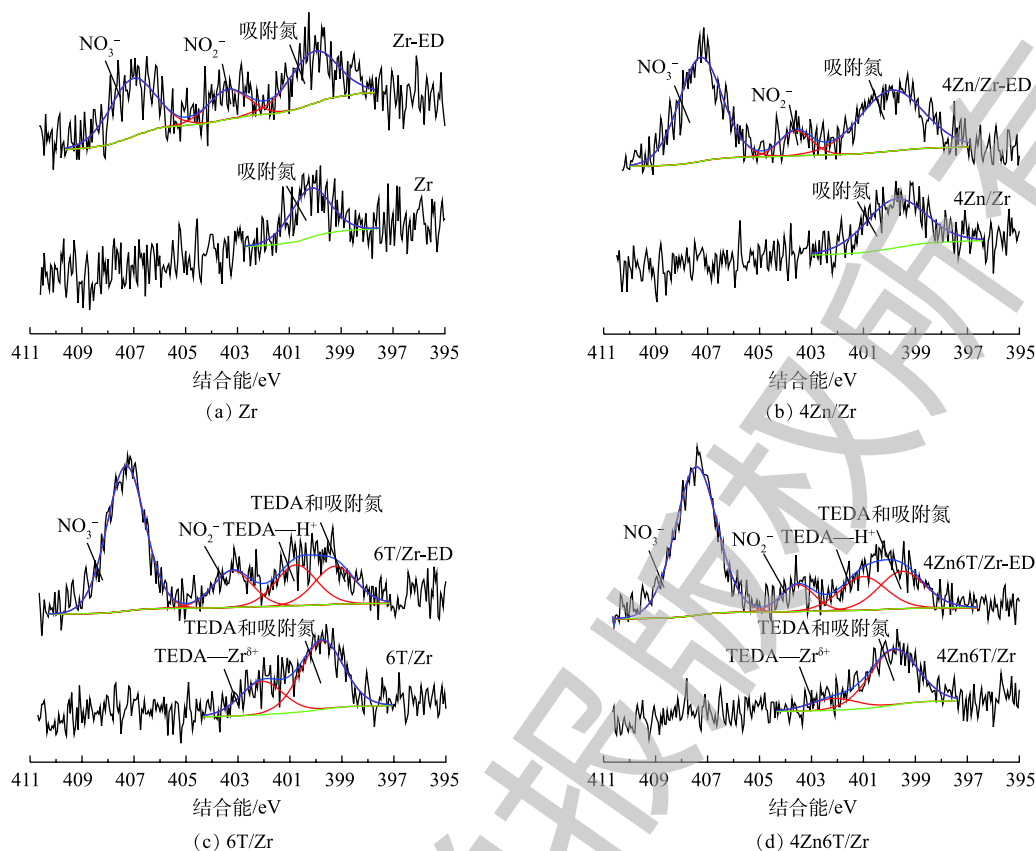 NO₃⁻
NO₂⁻
吸附氮
Zr-ED
吸附氮
Zr
411 409 407 405 403 401 399 397 395
结合能/eV
(a) Zr
NO₃⁻
NO₂⁻
吸附氮
4Zn/Zr-ED
吸附氮
4Zn/Zr
411 409 407 405 403 401 399 397 395
结合能/eV
(b) 4Zn/Zr
TEDA和吸附氮
NO₃⁻
NO₂⁻
TEDA—H⁺
6T/Zr-ED
TEDA和吸附氮
TEDA—Zrᵟ⁺
6T/Zr
411 409 407 405 403 401 399 397 395
结合能/eV
(c) 6T/Zr
TEDA和吸附氮
NO₃⁻
NO₂⁻
TEDA—H⁺
4Zn6T/Zr-ED
TEDA和吸附氮
TEDA—Zrᵟ⁺
4Zn6T/Zr
411 409 407 405 403 401 399 397 395
结合能/eV
(d) 4Zn6T/Zr
报版权所有